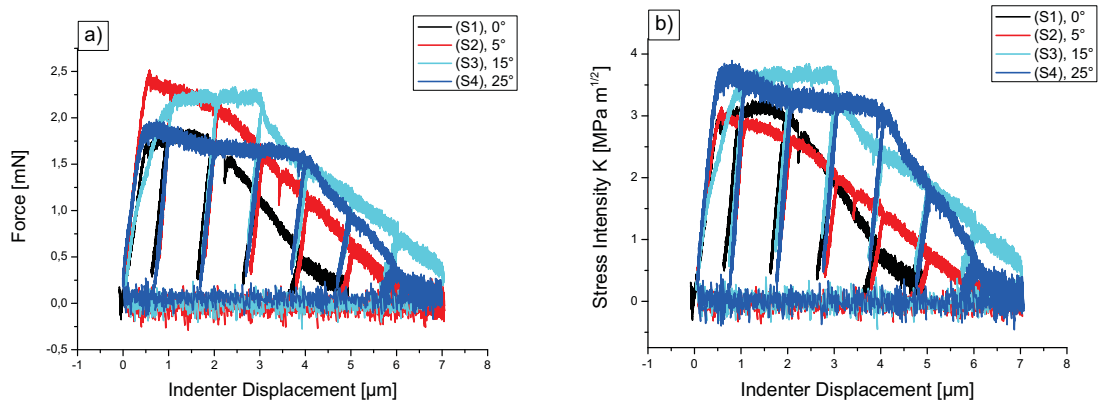 a)
(S1), 0°
(S2), 5°
(S3), 15°
(S4), 25°
2,5
2,0
1,5
1,0
0,5
0,0
-0,5
Force [mN]
-1 0 1 2 3 4 5 6 7 8
Indenter Displacement [µm]
b)
(S1), 0°
(S2), 5°
(S3), 15°
(S4), 25°
4
3
2
1
0
Stress Intensity K [MPa m^1/2]
-1 0 1 2 3 4 5 6 7 8
Indenter Displacement [µm]